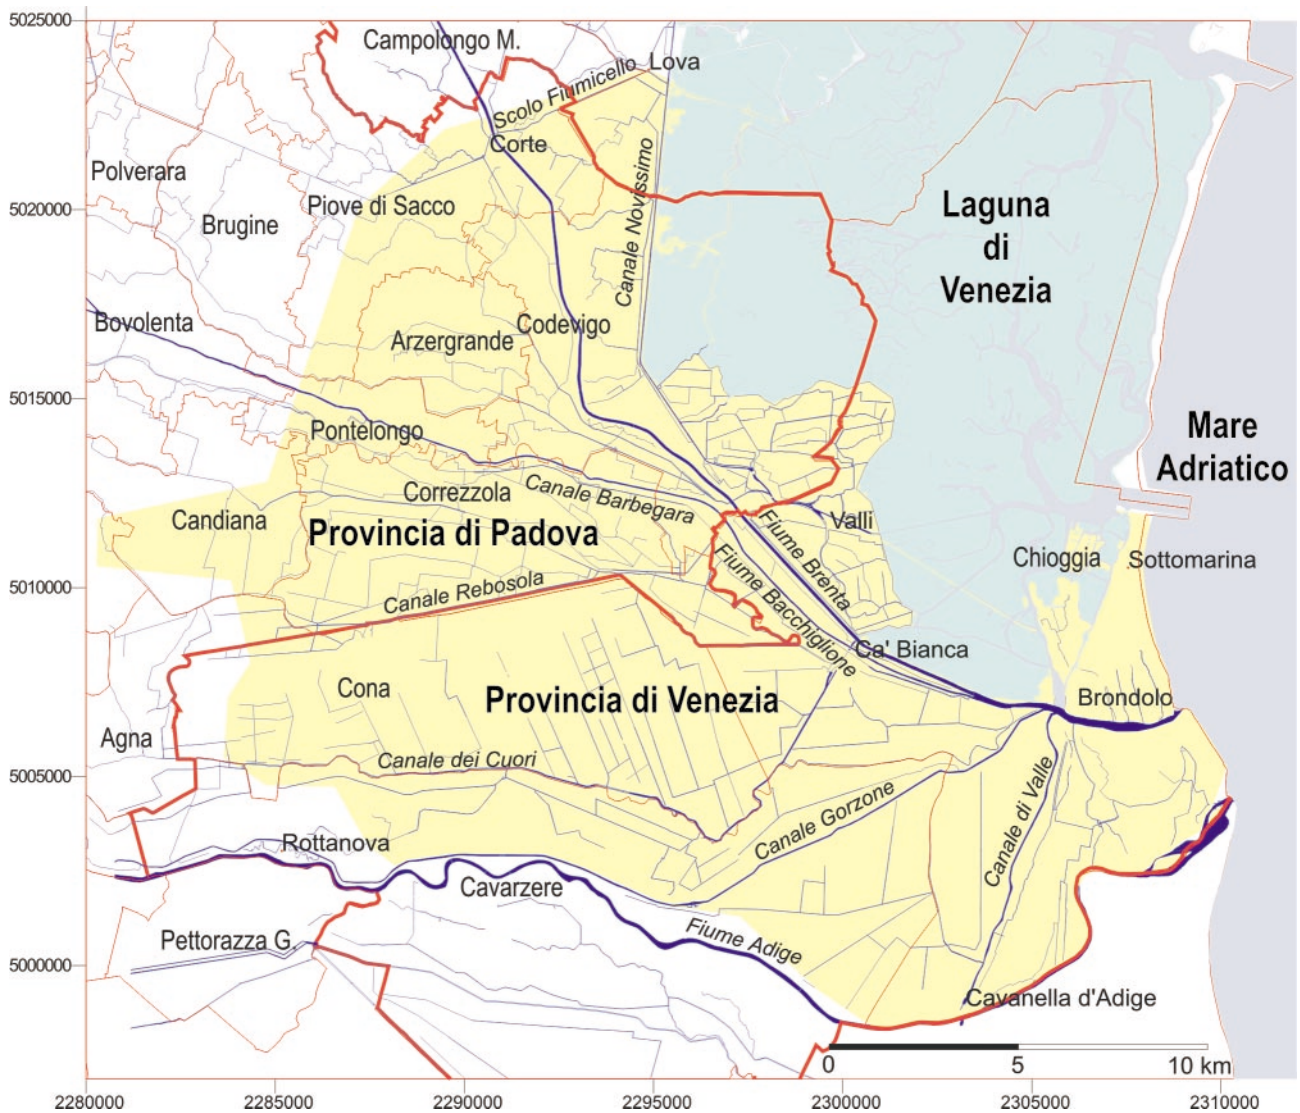 5025000
Campolongo M.
Scolo Fiumicello
Lova
Corte
Polverara
Piove di Sacco
Canale Novissimo
Laguna
di
Venezia
5020000
Brugine
Bovolenta
Arzergrande
Codevigo
5015000
Pontelongo
Mare
Adriatico
Correzzola
Canale Barbegara
Candiana
Provincia di Padova
Fiume Brenta
Valli
Chioggia
Sottomarina
5010000
Canale Rebosola
Fiume Bacchiglione
Ca' Bianca
Cona
Provincia di Venezia
Brondolo
Agna
Canale dei Cuori
5005000
Canale Gorzone
Canale di Valle
Rottanova
Cavarzere
Pettorazza G.
Fiume Adige
5000000
Cavanella d'Adige
0
5
10 km
2280000
2285000
2290000
2295000
2300000
2305000
2310000